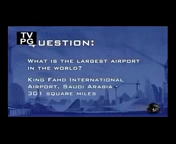 TV
PG
QUESTION:
WHAT IS THE LARGEST AIRPORT
IN THE WORLD?
KING FAHD INTERNATIONAL
AIRPORT, SAUDI ARABIA -
301 SQUARE MILES